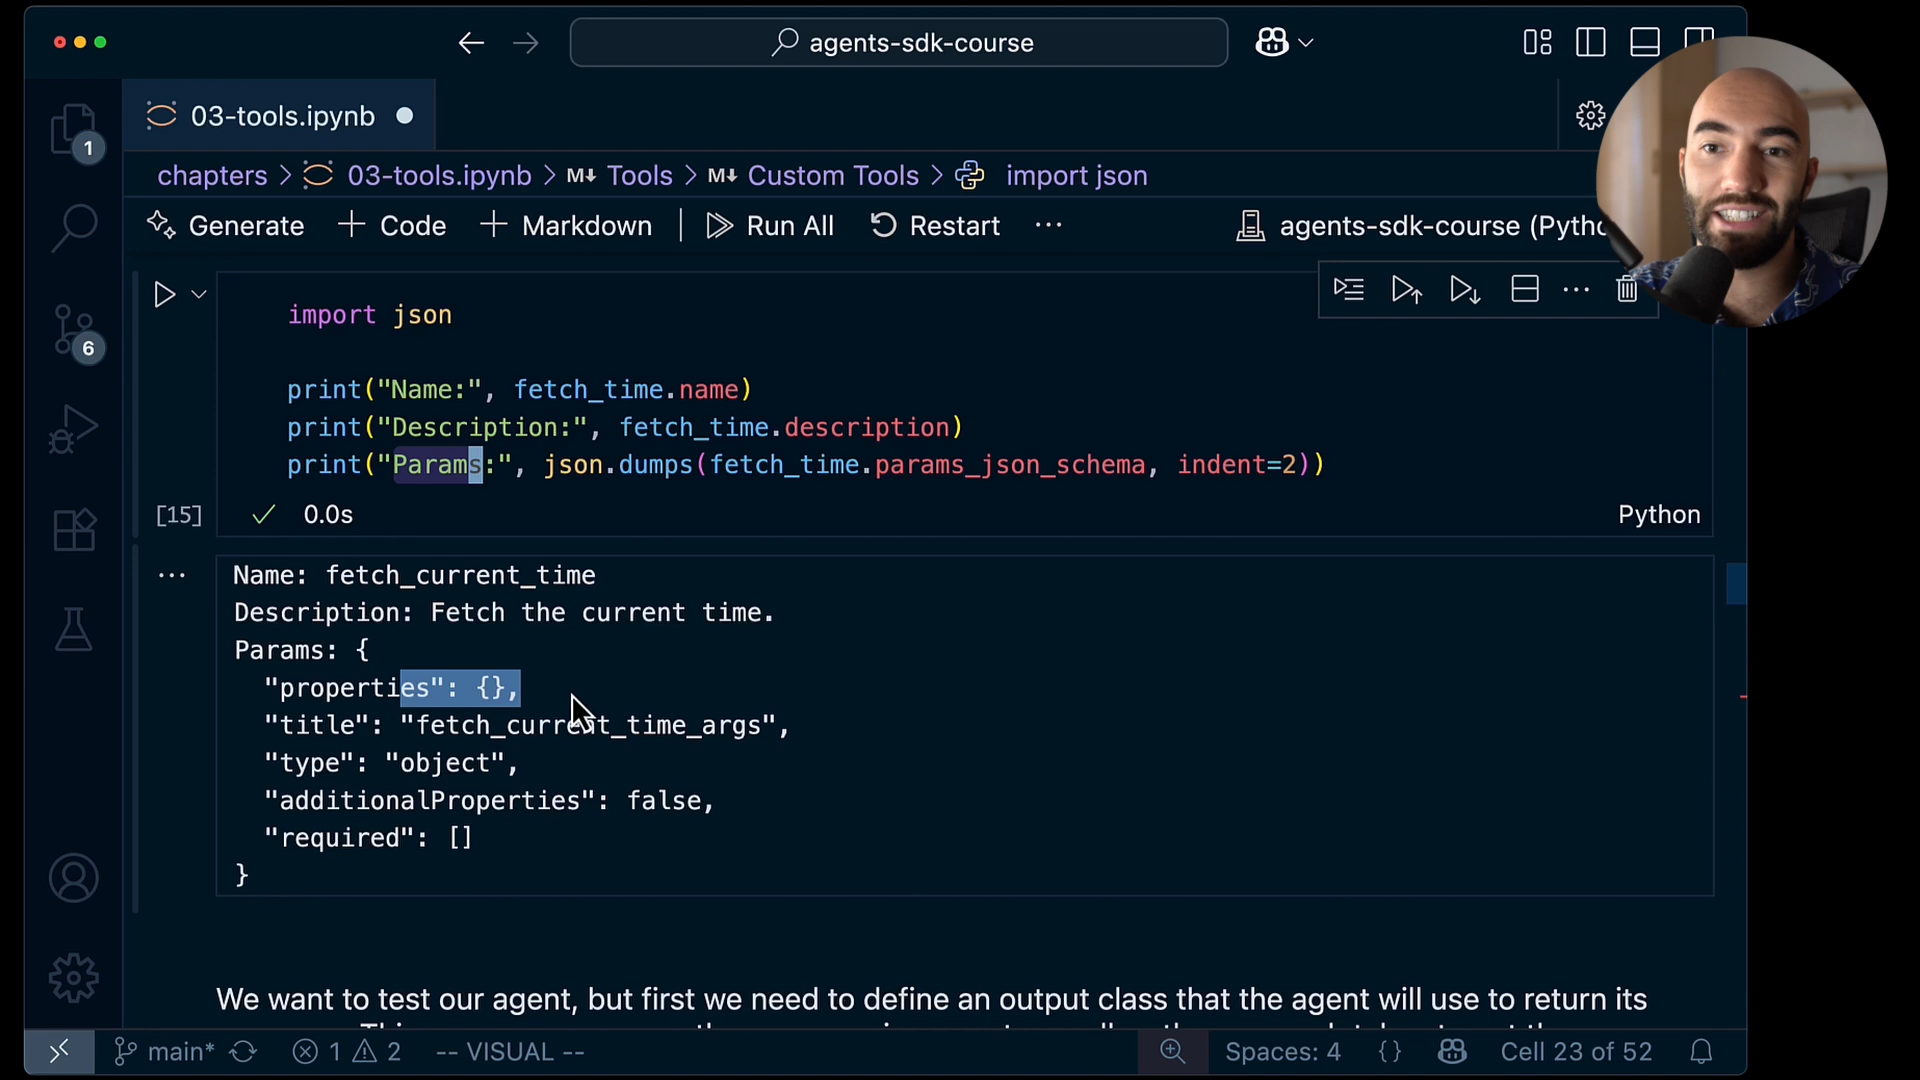 agents-sdk-course
1
03-tools.ipynb
chapters > 03-tools.ipynb > M↓ Tools > M↓ Custom Tools > import json
Generate + Code + Markdown | Run All Restart ... agents-sdk-course (Pytho
6
import json
print("Name:", fetch_time.name)
print("Description:", fetch_time.description)
print("Params:", json.dumps(fetch_time.params_json_schema, indent=2))
[15] ✓ 0.0s Python
... Name: fetch_current_time
Description: Fetch the current time.
Params: {
"properties": {},
"title": "fetch_current_time_args",
"type": "object",
"additionalProperties": false,
"required": []
}
We want to test our agent, but first we need to define an output class that the agent will use to return its
main* 1 2 -- VISUAL -- Spaces: 4 {} Cell 23 of 52